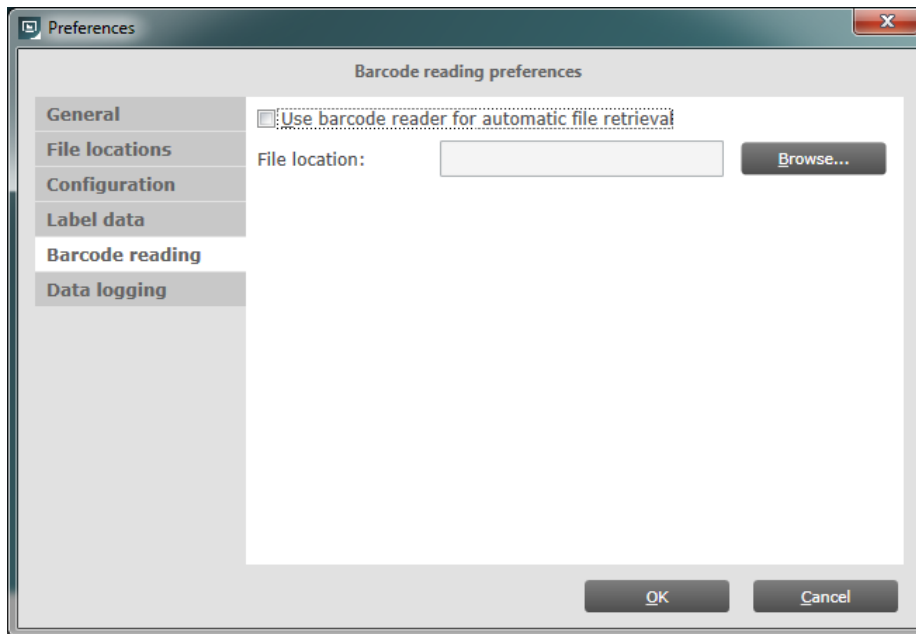 Preferences
Barcode reading preferences
General
File locations
Configuration
Label data
Barcode reading
Data logging
Use barcode reader for automatic file retrieval
File location:
Browse...
OK
Cancel